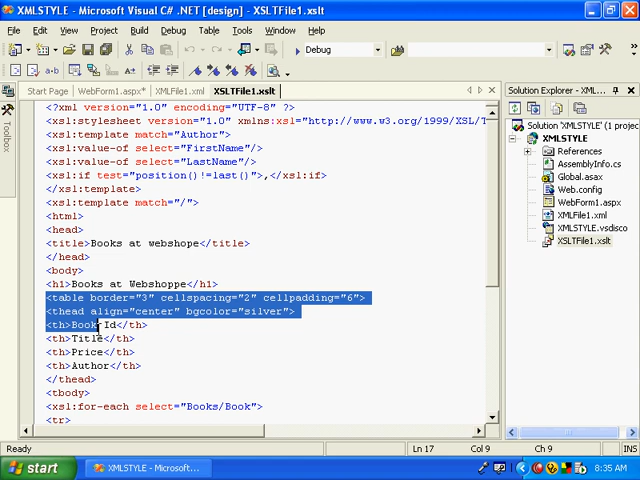 XMLSTYLE - Microsoft Visual C# .NET [design] - XSLTFile1.xslt
File Edit View Project Build Debug Table Tools Window Help
Debug
Start Page WebForm1.aspx* XMLFile1.xml XSLTFile1.xslt
Toolbox
<?xml version="1.0" encoding="UTF-8" ?>
<xsl:stylesheet version="1.0" xmlns:xsl="http://www.w3.org/1999/XSL/T
<xsl:template match="Author">
<xsl:value-of select="FirstName"/>
<xsl:value-of select="LastName"/>
<xsl:if test="position()!=last()">,</xsl:if>
</xsl:template>
<xsl:template match="/">
<html>
<head>
<title>Books at webshope</title>
</head>
<body>
<h1>Books at Webshoppe</h1>
<table border="3" cellspacing="2" cellpadding="6">
<thead align="center" bgcolor="silver">
<th>Book Id</th>
<th>Title</th>
<th>Price</th>
<th>Author</th>
</thead>
<tbody>
<xsl:for-each select="Books/Book">
<tr>
Solution Explorer - XML...
Solution 'XMLSTYLE' (1 project)
XMLSTYLE
References
AssemblyInfo.cs
Global.asax
Web.config
WebForm1.aspx
XMLFile1.xml
XMLSTYLE.vsdisco
XSLTFile1.xslt
Ready Ln 17 Col 9 Ch 9 INS
start XMLSTYLE - Microsoft... 8:35 AM